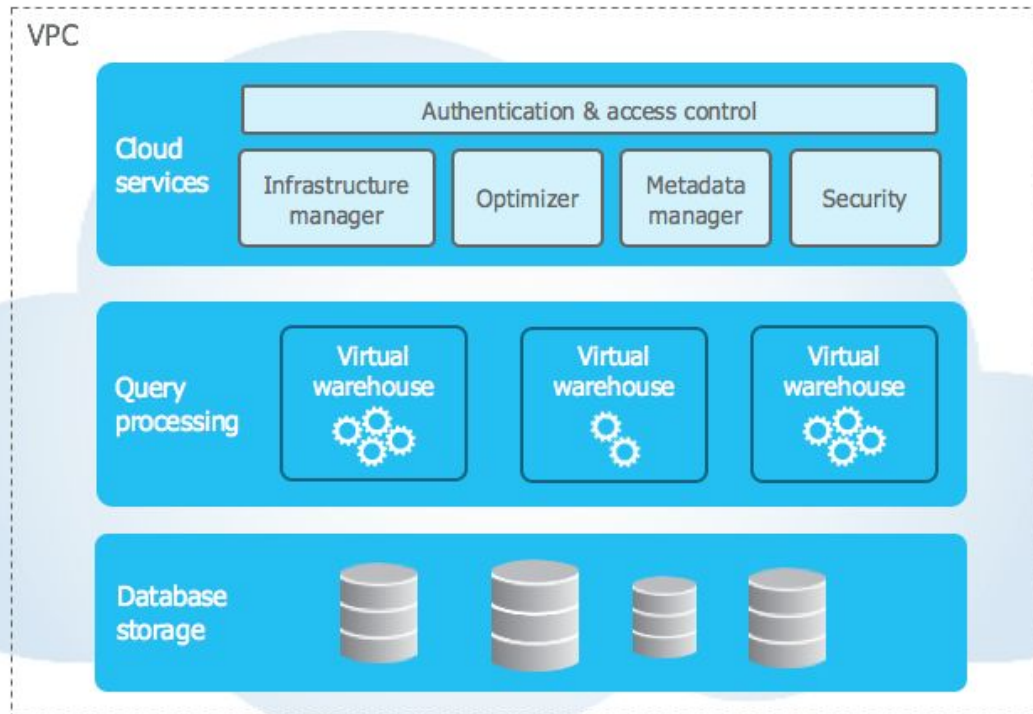 VPC
Cloud
services
Authentication & access control
Infrastructure
manager
Optimizer
Metadata
manager
Security
Query
processing
Virtual
warehouse
Virtual
warehouse
Virtual
warehouse
Database
storage